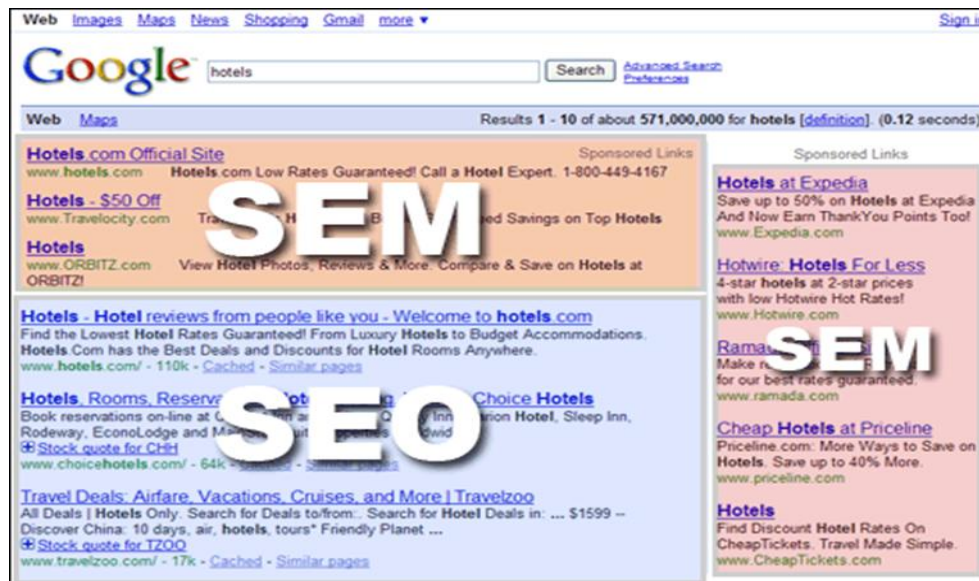 Web Images Maps News Shopping Gmail more ▼ Sign i
Google hotels Search Advanced Search
Preferences
Web Maps Results 1 - 10 of about 571,000,000 for hotels [definition]. (0.12 seconds)
Hotels.com Official Site Sponsored Links
www.hotels.com Hotels.com Low Rates Guaranteed! Call a Hotel Expert. 1-800-449-4167
Hotels - $50 Off
www.Travelocity.com Savings on Top Hotels
Hotels
www.ORBITZ.com View Hotel Photos, Reviews & More. Compare & Save on Hotels at
ORBITZ!
SEM
Hotels - Hotel reviews from people like you - Welcome to hotels.com
Find the Lowest Hotel Rates Guaranteed! From Luxury Hotels to Budget Accommodations.
Hotels.Com has the Best Deals and Discounts for Hotel Rooms Anywhere.
www.hotels.com/ - 110k - Cached - Similar pages
Hotels, Rooms, Choice Hotels
Book reservations on-line at Hotel, Sleep Inn,
Rodeway, EconoLodge and
Stock quote for CHH
www.choicehotels.com/ - 64k - Cached - Similar pages
SEO
Travel Deals: Airfare, Vacations, Cruises, and More | Travelzoo
All Deals | Hotels Only. Search for Deals to/from:. Search for Hotel Deals in: ... $1599 --
Discover China: 10 days, air, hotels, tours* Friendly Planet ...
Stock quote for TZOO
www.travelzoo.com/ - 17k - Cached - Similar pages
Sponsored Links
Hotels at Expedia
Save up to 50% on Hotels at Expedia
And Now Earn ThankYou Points Too!
www.Expedia.com
Hotwire: Hotels For Less
4-star hotels at 2-star prices
with low Hotwire Hot Rates!
www.Hotwire.com
Ramada
Make
for our best rates guaranteed.
www.ramada.com
SEM
Cheap Hotels at Priceline
Priceline.com: More Ways to Save on
Hotels. Save up to 40% More.
www.priceline.com
Hotels
Find Discount Hotel Rates On
CheapTickets. Travel Made Simple.
www.CheapTickets.com